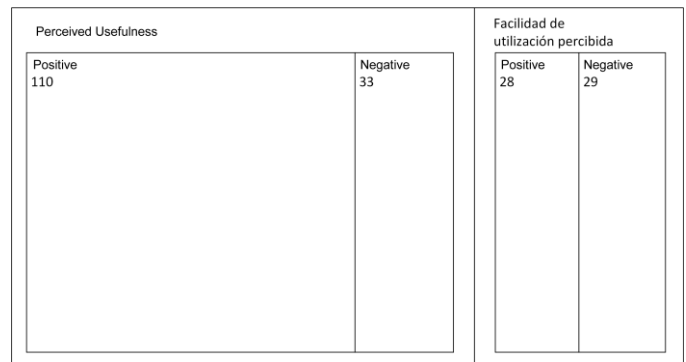 Perceived Usefulness
Positive
110
Negative
33
Facilidad de
utilización percibida
Positive
28
Negative
29